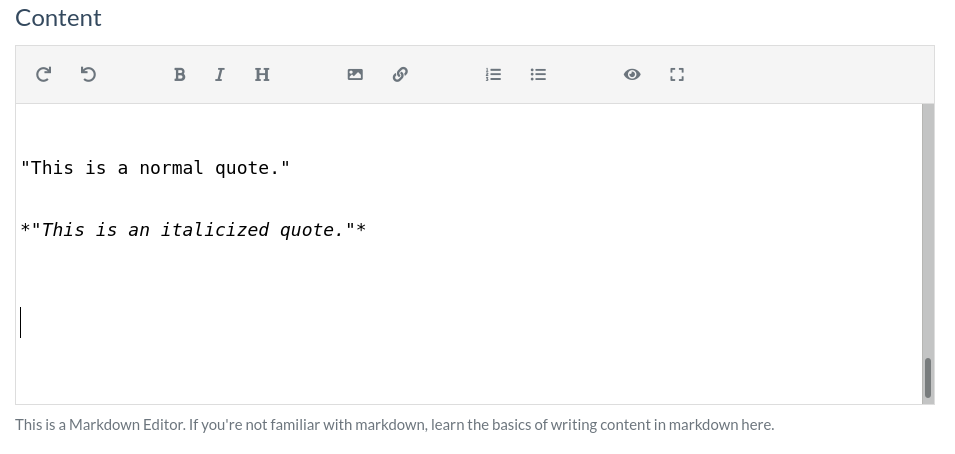 Content
B I H
"This is a normal quote."
*"This is an italicized quote."*
This is a Markdown Editor. If you're not familiar with markdown, learn the basics of writing content in markdown here.